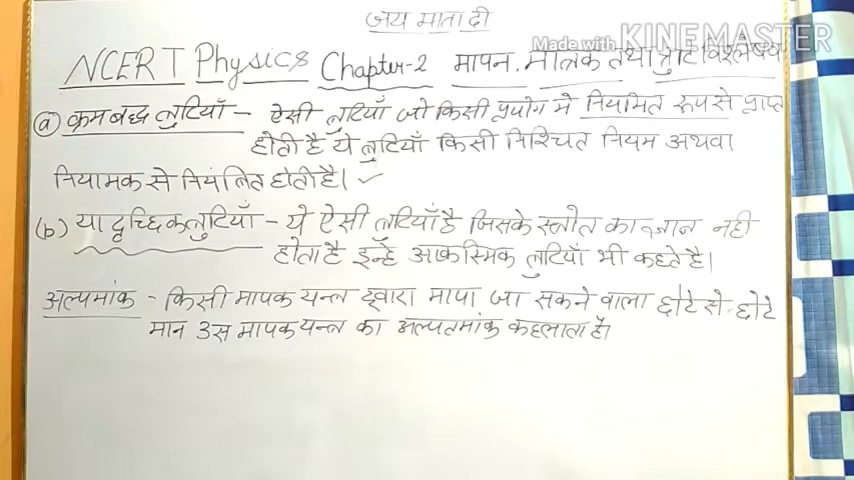 जय माता दी
Made with KINEMASTER
NCERT Physics Chapter-2 मापन, मात्रक तथा त्रुटि विश्लेषण
(a) क्रमबद्ध त्रुटियाँ - ऐसी त्रुटियाँ जो किसी प्रयोग मे नियमित रूप से प्राप्त
होती है ये त्रुटियाँ किसी निश्चित नियम अथवा
नियामक से नियंत्रित होती है।
(b) यादृच्छिक त्रुटियाँ - ये ऐसी त्रुटियाँ है जिसके स्त्रोत का ज्ञान नही
होता है इन्हें आकस्मिक त्रुटियाँ भी कहते है।
अल्पमांक - किसी मापक यन्त्र द्वारा मापा जा सकने वाला छोटे से छोटे
मान उस मापक यन्त्र का अल्पतमांक कहलाता है।